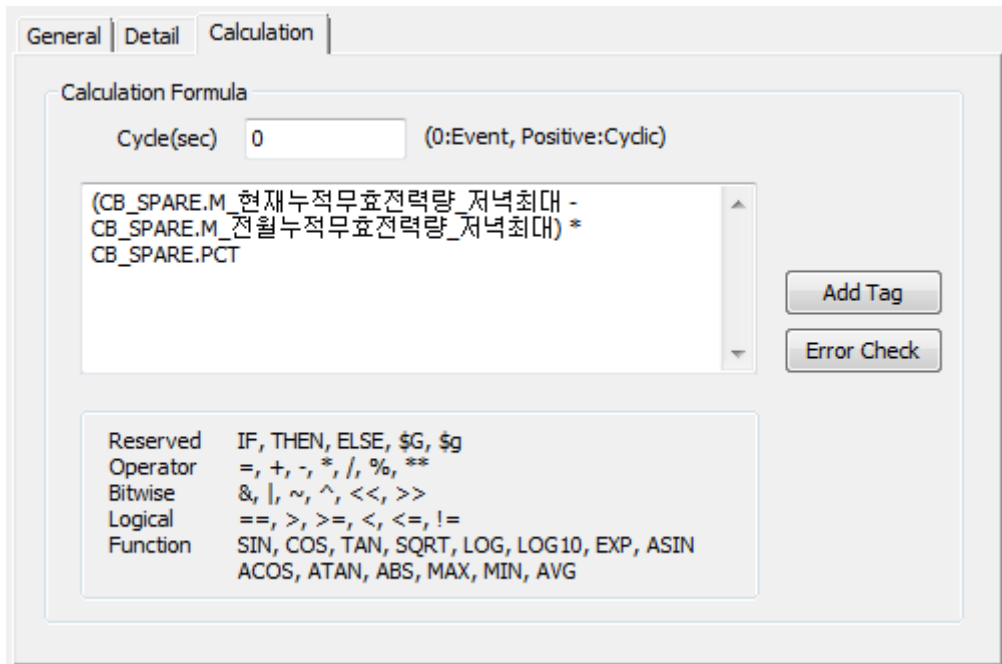 General Detail Calculation
Calculation Formula
Cycle(sec) 0 (0:Event, Positive:Cyclic)
(CB_SPARE.M_현재누적무효전력량_저녁최대 -
CB_SPARE.M_전월누적무효전력량_저녁최대) *
CB_SPARE.PCT
Add Tag
Error Check
Reserved IF, THEN, ELSE, $G, $g
Operator =, +, -, *, /, %, **
Bitwise &, |, ~, ^, <<, >>
Logical ==, >, >=, <, <=, !=
Function SIN, COS, TAN, SQRT, LOG, LOG10, EXP, ASIN
ACOS, ATAN, ABS, MAX, MIN, AVG